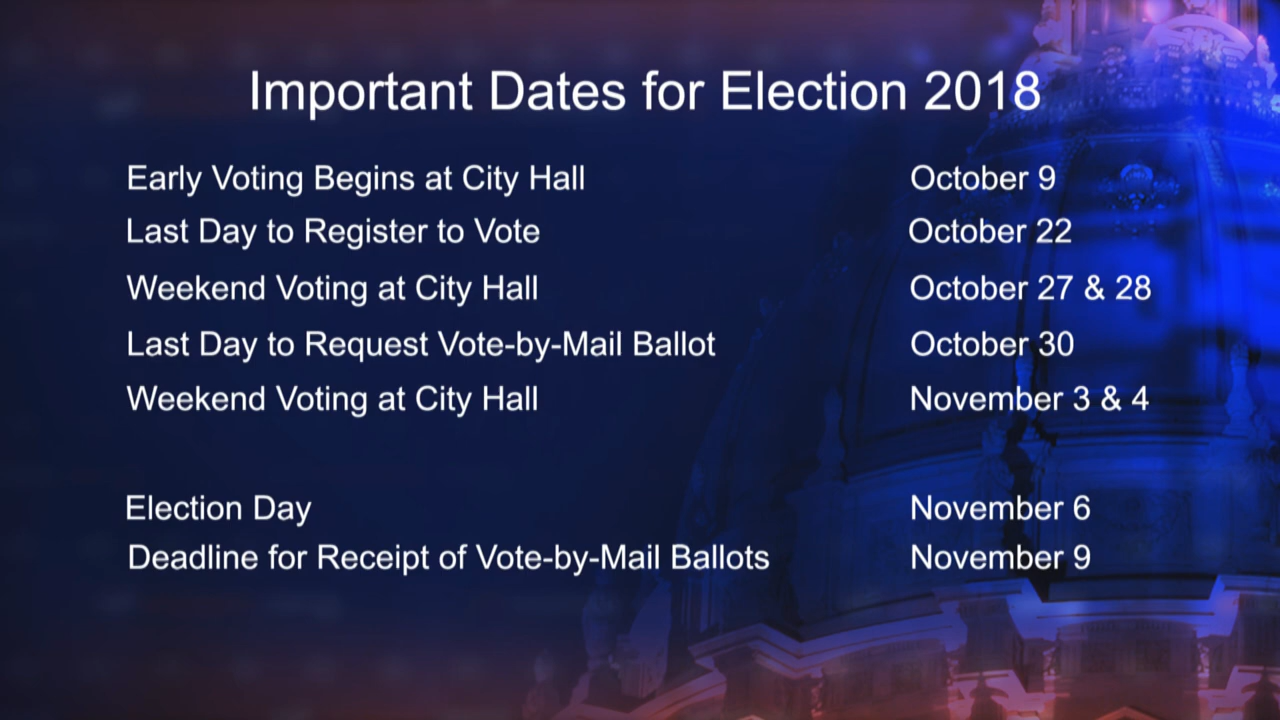 Important Dates for Election 2018
Early Voting Begins at City Hall October 9
Last Day to Register to Vote October 22
Weekend Voting at City Hall October 27 & 28
Last Day to Request Vote-by-Mail Ballot October 30
Weekend Voting at City Hall November 3 & 4
Election Day November 6
Deadline for Receipt of Vote-by-Mail Ballots November 9